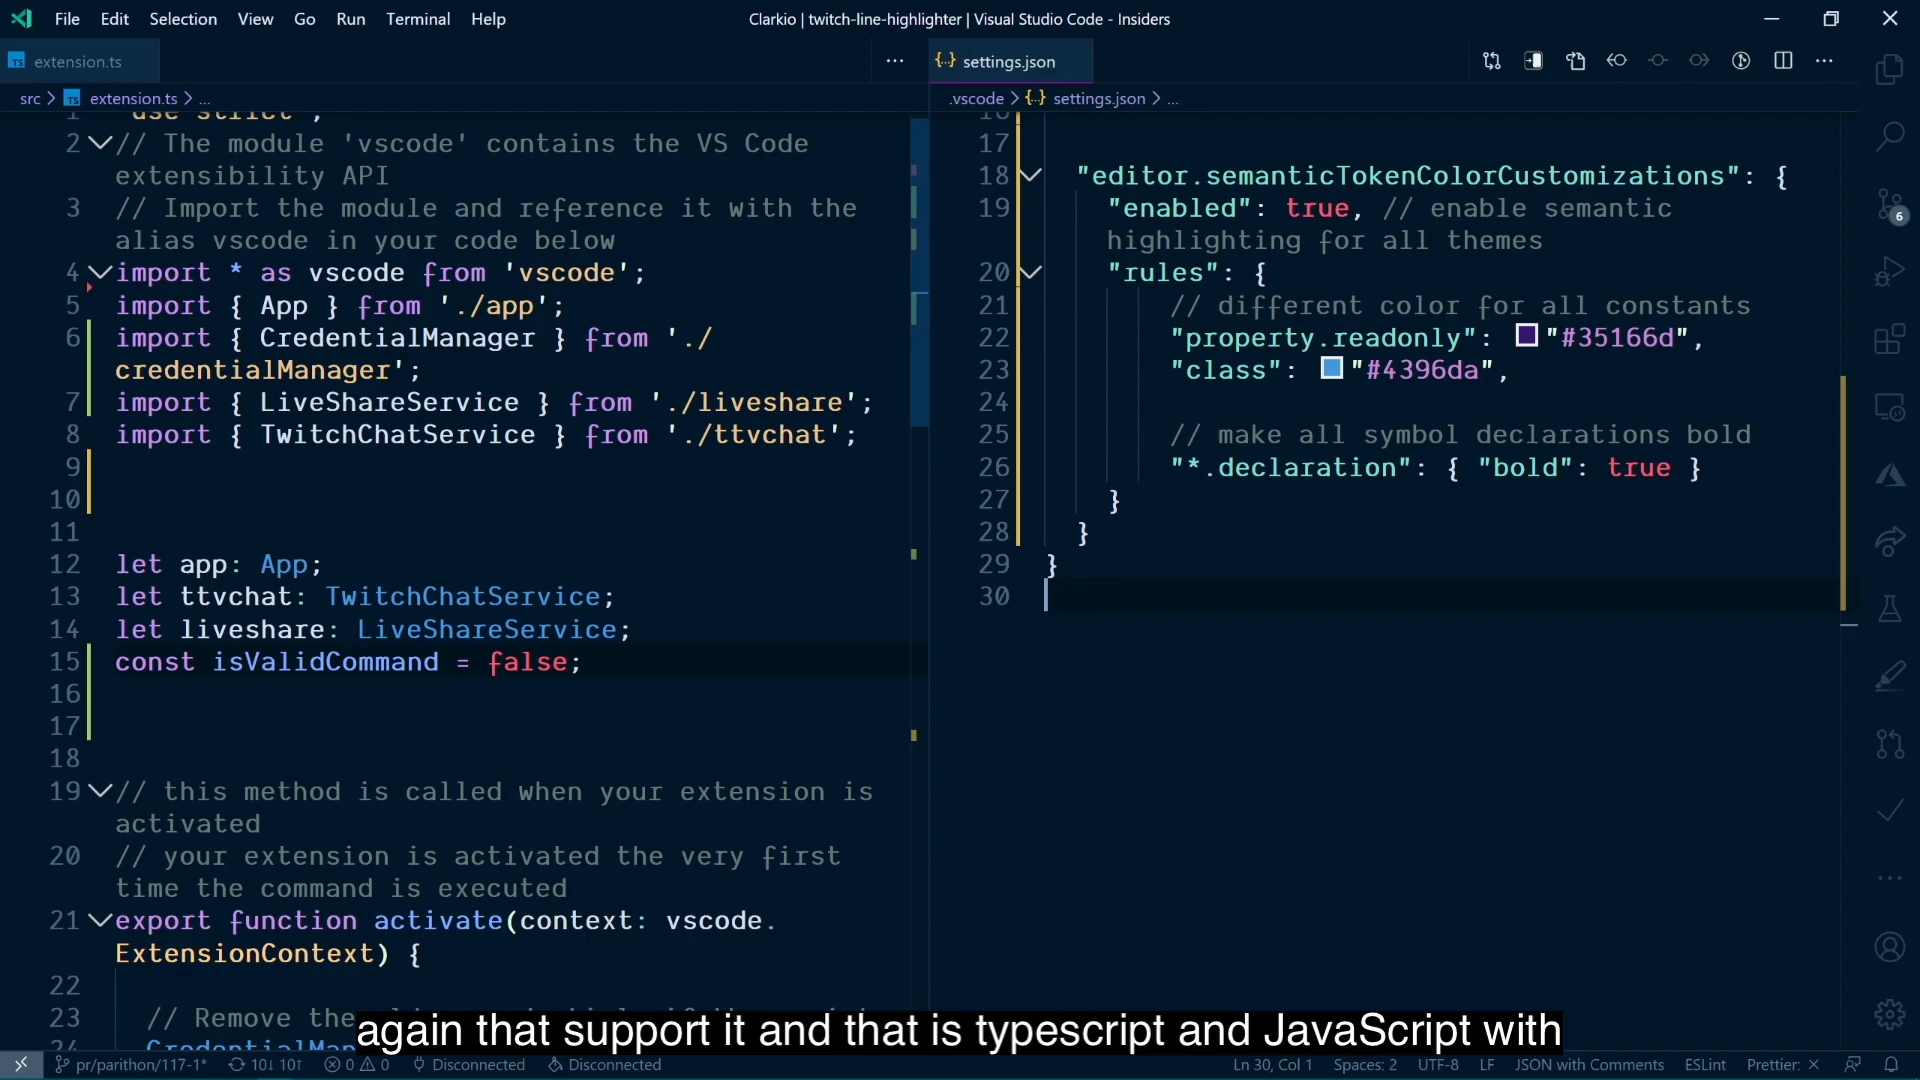 File Edit Selection View Go Run Terminal Help
Clarkio | twitch-line-highlighter | Visual Studio Code - Insiders
TS extension.ts
···
{..} settings.json
···
src > TS extension.ts > ...
.vscode > {..} settings.json > ...
1 'use strict';
2 // The module 'vscode' contains the VS Code
extensibility API
3 // Import the module and reference it with the
alias vscode in your code below
4 import * as vscode from 'vscode';
5 import { App } from './app';
6 import { CredentialManager } from './
credentialManager';
7 import { LiveShareService } from './liveshare';
8 import { TwitchChatService } from './ttvchat';
9
10
11
12 let app: App;
13 let ttvchat: TwitchChatService;
14 let liveshare: LiveShareService;
15 const isValidCommand = false;
16
17
18
19 // this method is called when your extension is
activated
20 // your extension is activated the very first
time the command is executed
21 export function activate(context: vscode.
ExtensionContext) {
22
23 // Remove the
16
17
18 "editor.semanticTokenColorCustomizations": {
19 "enabled": true, // enable semantic
highlighting for all themes
20 "rules": {
21 // different color for all constants
22 "property.readonly": "#35166d",
23 "class": "#4396da",
24
25 // make all symbol declarations bold
26 "*.declaration": { "bold": true }
27 }
28 }
29 }
30
6
again that support it and that is typescript and JavaScript with
pr/parithon/117-1* 10↓ 10↑ 0 0 Disconnected Disconnected
Ln 30, Col 1 Spaces: 2 UTF-8 LF JSON with Comments ESLint Prettier: ×